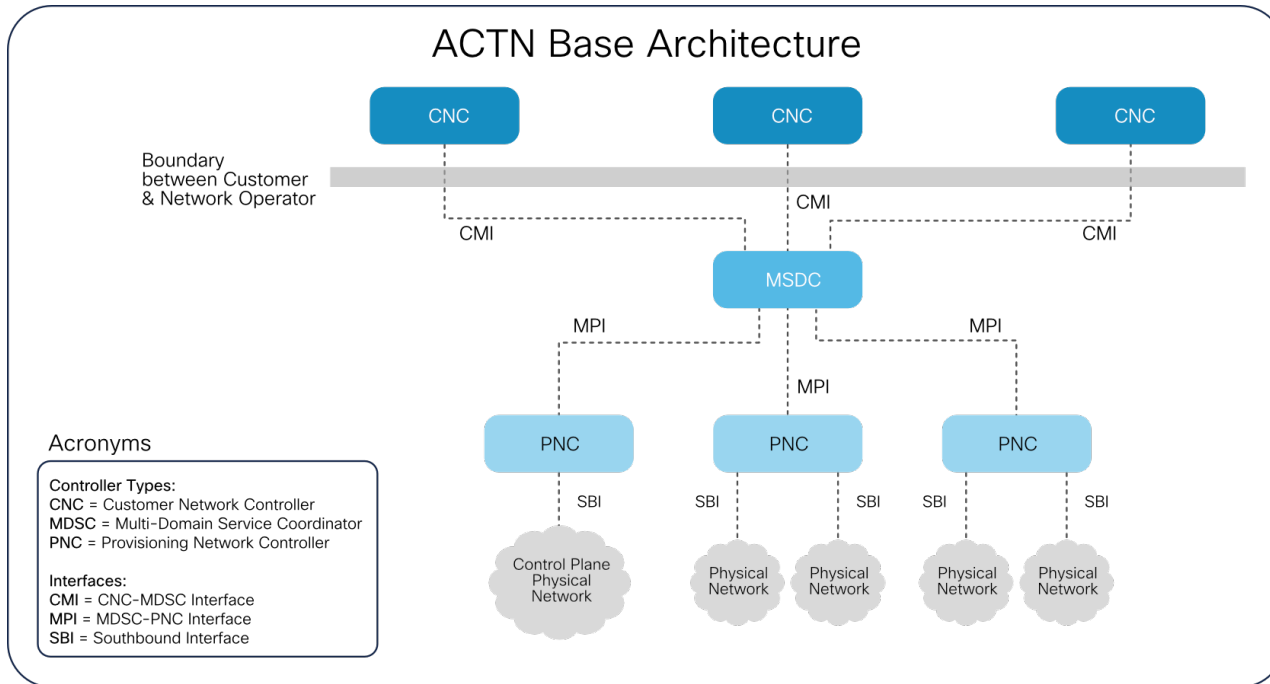 ACTN Base Architecture
CNC
CNC
CNC
Boundary
between Customer
& Network Operator
CMI
CMI
CMI
MSDC
MPI
MPI
MPI
PNC
PNC
PNC
SBI
SBI
SBI
SBI
SBI
Control Plane
Physical
Network
Physical
Network
Physical
Network
Physical
Network
Physical
Network
Acronyms
Controller Types:
CNC = Customer Network Controller
MDSC = Multi-Domain Service Coordinator
PNC = Provisioning Network Controller
Interfaces:
CMI = CNC-MDSC Interface
MPI = MDSC-PNC Interface
SBI = Southbound Interface